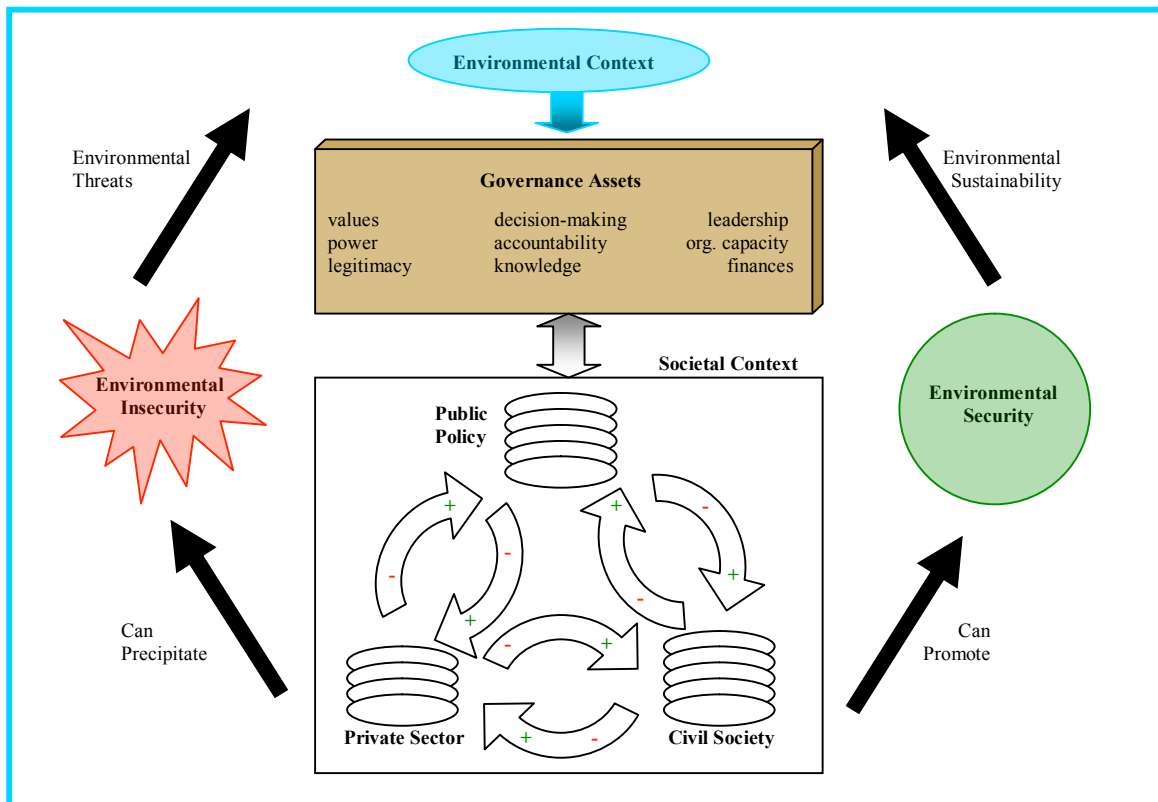 Environmental Context
Environmental
Threats
Environmental
Sustainability
Governance Assets
values decision-making leadership
power accountability org. capacity
legitimacy knowledge finances
Societal Context
Environmental
Insecurity
Environmental
Security
Public
Policy
+ - + -
- - + +
+ - + -
Can
Precipitate
Can
Promote
Private Sector + - Civil Society